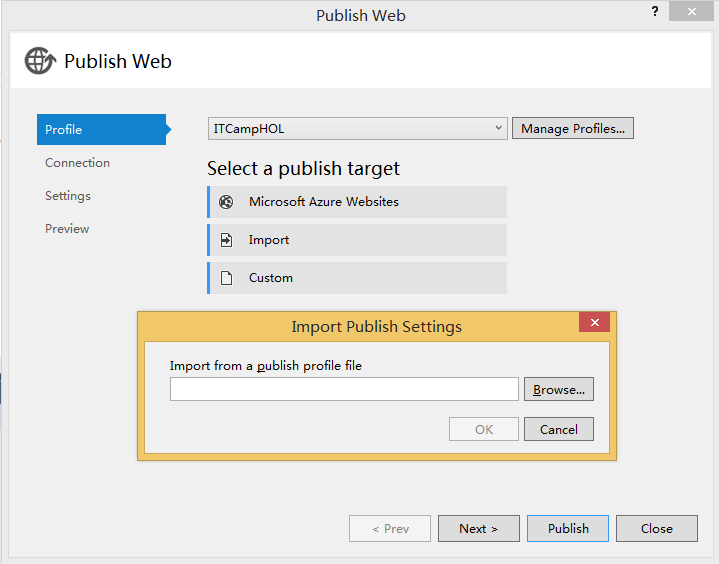 Publish Web
?
Publish Web
Profile
Connection
Settings
Preview
ITCampHOL
Manage Profiles...
Select a publish target
Microsoft Azure Websites
Import
Custom
Import Publish Settings
Import from a publish profile file
Browse...
OK
Cancel
< Prev
Next >
Publish
Close